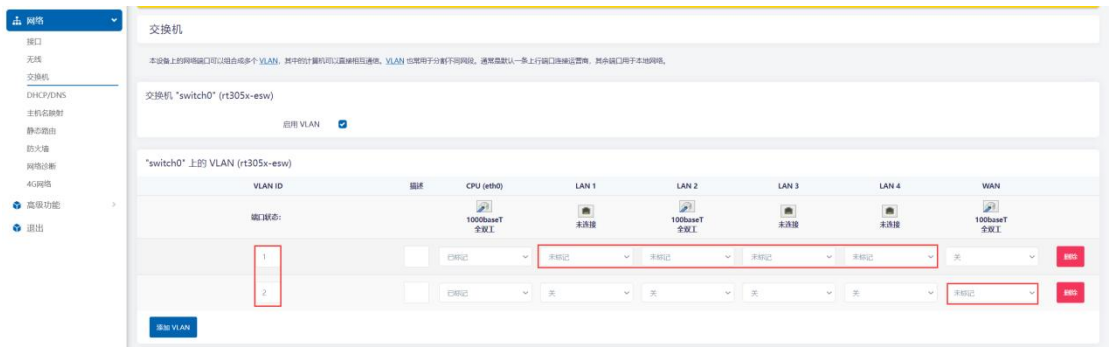 网络
接口
无线
交换机
DHCP/DNS
主机名映射
静态路由
防火墙
网络诊断
4G网络
高级功能
退出
交换机
本设备上的网络端口可以组合成多个 VLAN，其中的计算机可以直接相互通信。VLAN 也常用于分割不同网段。通常是默认一条上行端口连接运营商，其余端口用于本地网络。
交换机 "switch0" (rt305x-esw)
启用 VLAN
"switch0" 上的 VLAN (rt305x-esw)
VLAN ID 描述 CPU (eth0) LAN 1 LAN 2 LAN 3 LAN 4 WAN
端口状态: 1000baseT 全双工 未连接 100baseT 全双工 未连接 未连接 100baseT 全双工
1 已标记 未标记 未标记 未标记 未标记 关 删除
2 已标记 关 关 关 关 未标记 删除
添加 VLAN